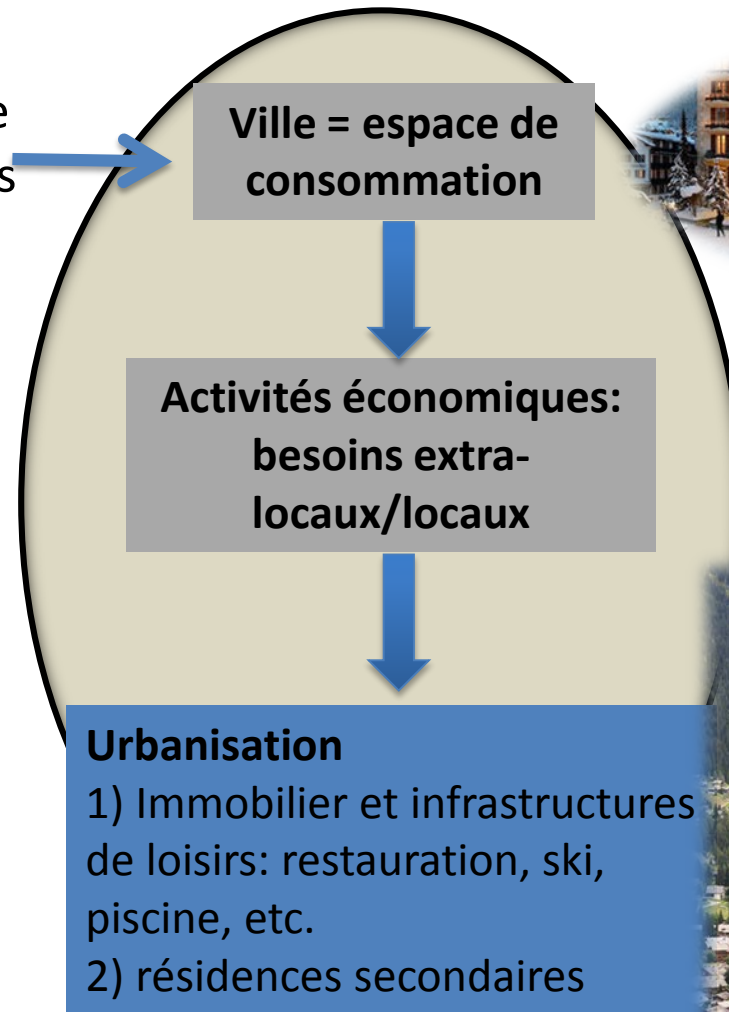 e
s
Ville = espace de
consommation
Activités économiques:
besoins extra-
locaux/locaux
Urbanisation
1) Immobilier et infrastructures
de loisirs: restauration, ski,
piscine, etc.
2) résidences secondaires